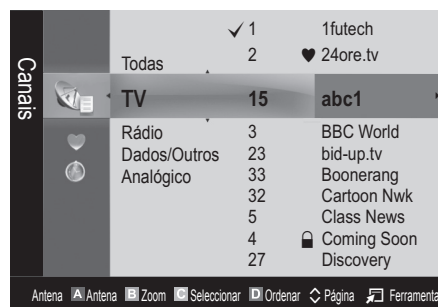 Canais
1 1futech
Todas 2 ♥ 24ore.tv
TV 15 abc1
Rádio 3 BBC World
Dados/Outros 23 bid-up.tv
Analógico 33 Boonerang
32 Cartoon Nwk
5 Class News
4 Coming Soon
27 Discovery
Antena A Antena B Zoom C Seleccionar D Ordenar Página Ferramenta